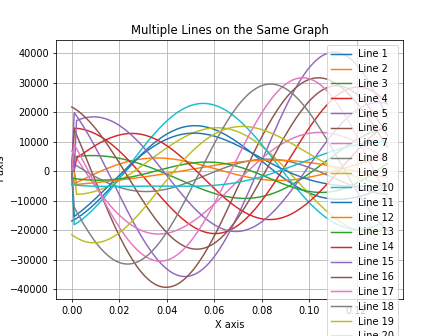 Multiple Lines on the Same Graph
40000
30000
20000
10000
0
−10000
−20000
−30000
−40000
0.00
0.02
0.04
0.06
0.08
0.10
X axis
Line 1
Line 2
Line 3
Line 4
Line 5
Line 6
Line 7
Line 8
Line 9
Line 10
Line 11
Line 12
Line 13
Line 14
Line 15
Line 16
Line 17
Line 18
Line 19
Line 20